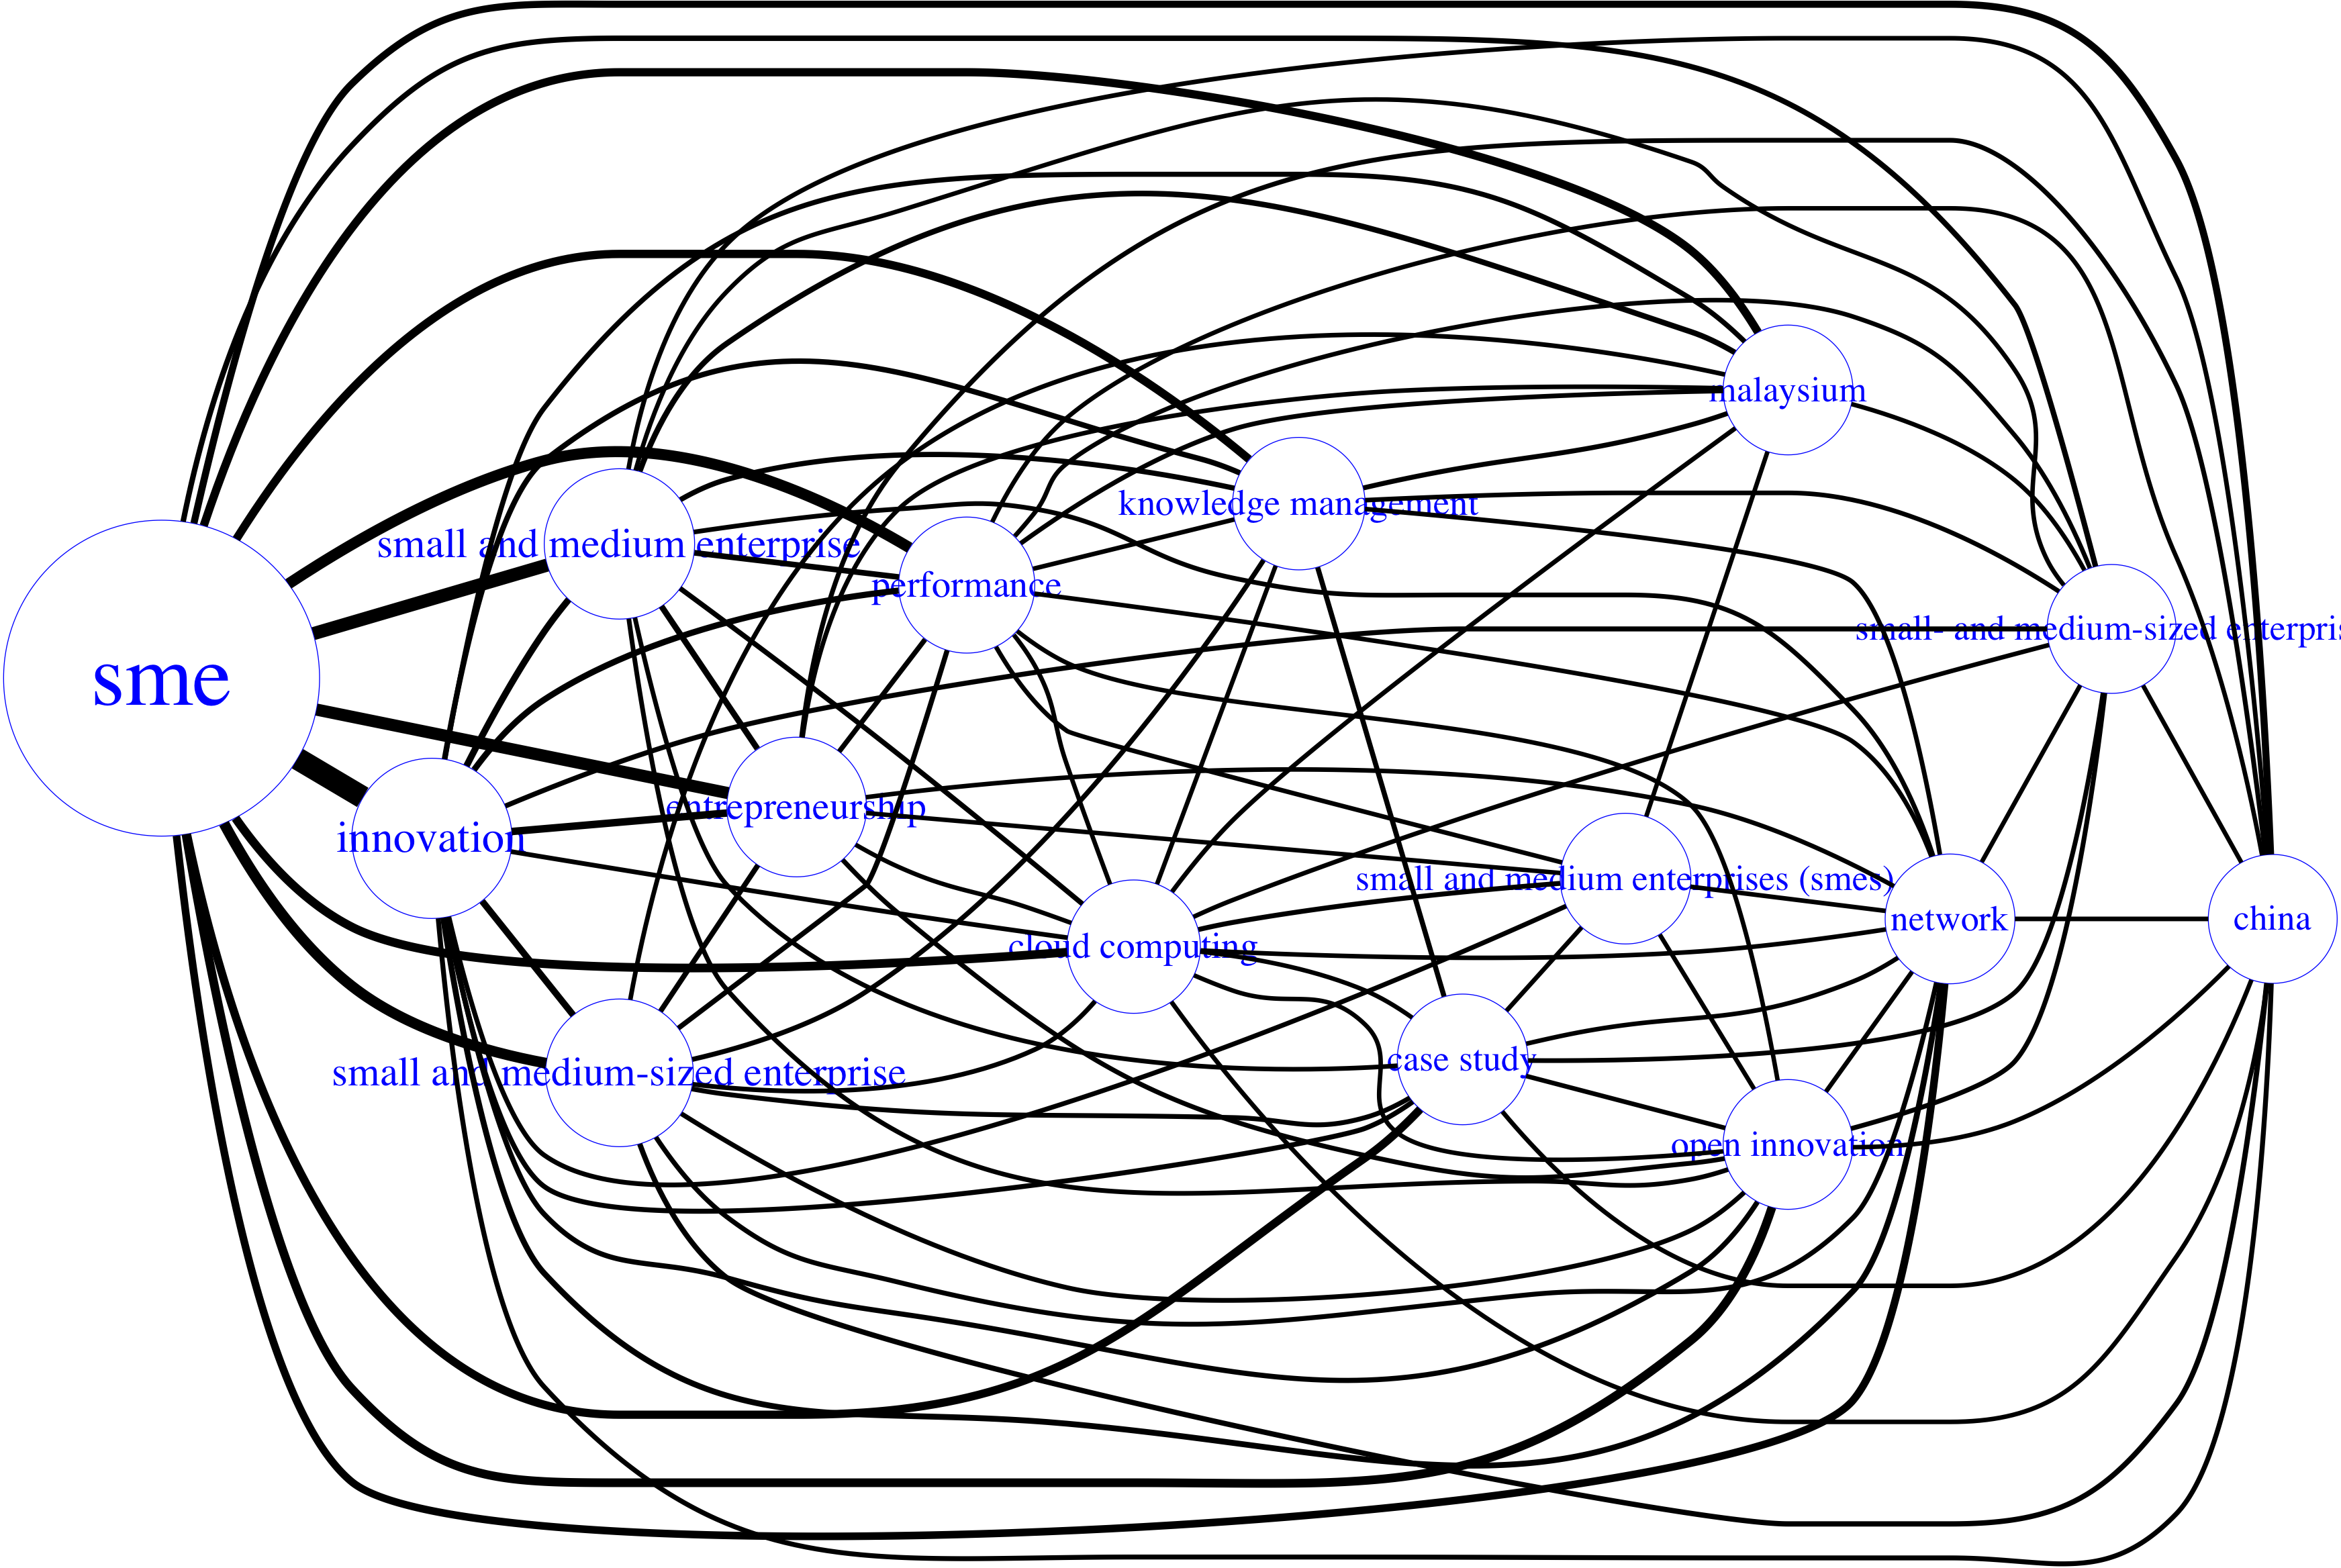 malaysium
knowledge management
small and medium enterprise
performance
small- and medium-sized enterpris
sme
entrepreneurship
innovation
small and medium enterprises (smes)
network
china
cloud computing
case study
small and medium-sized enterprise
open innovation